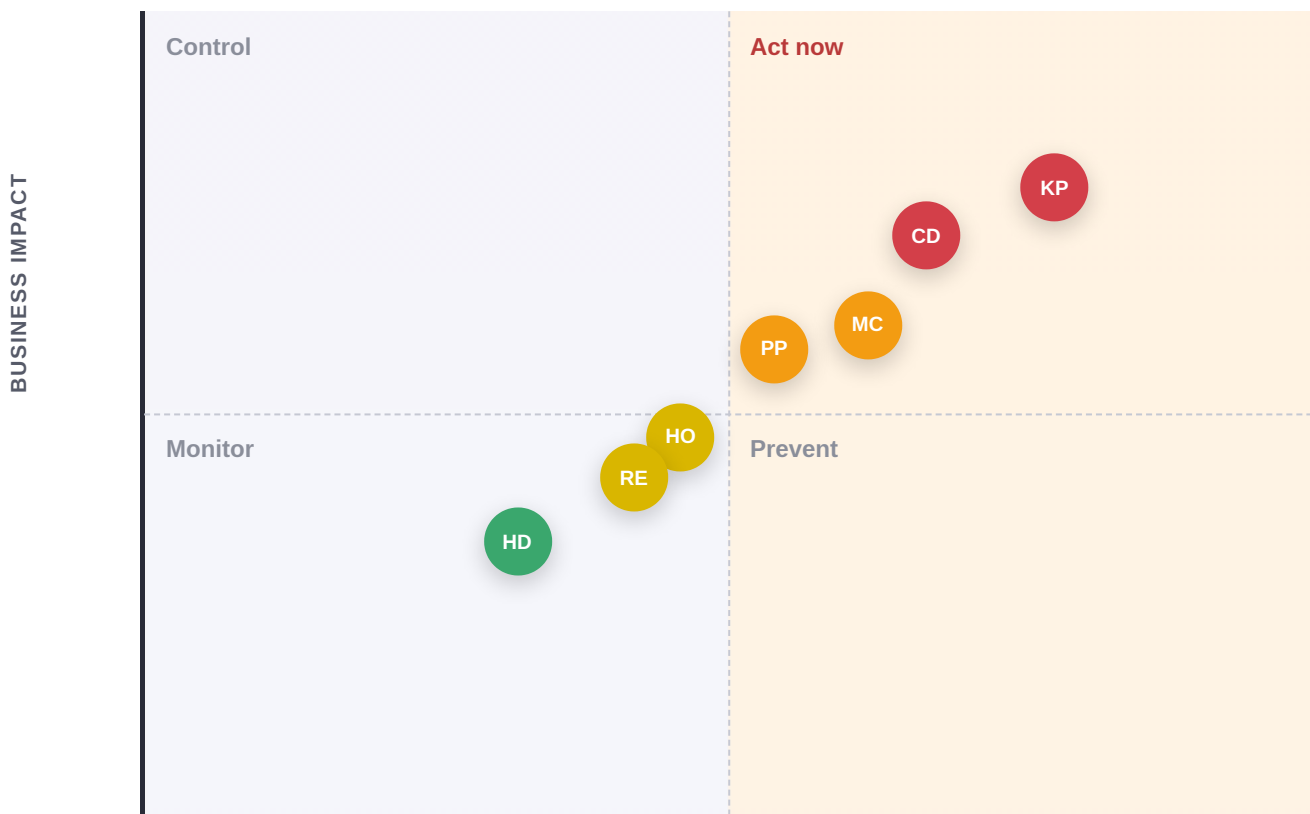 Control
Act now
BUSINESS IMPACT
KP
CD
MC
PP
HO
Monitor
Prevent
RE
HD